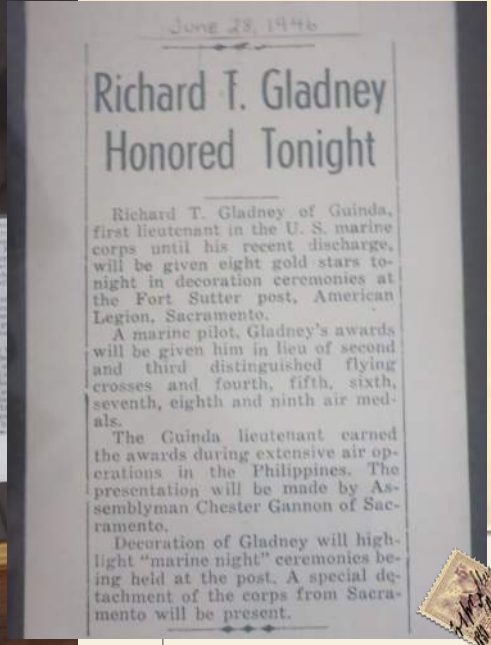 June 28, 1946
Richard T. Gladney
Honored Tonight
Richard T. Gladney of Guinda,
first lieutenant in the U. S. marine
corps until his recent discharge,
will be given eight gold stars to-
night in decoration ceremonies at
the Fort Sutter post, American
Legion, Sacramento.
A marine pilot, Gladney's awards
will be given him in lieu of second
and third distinguished flying
crosses and fourth, fifth, sixth,
seventh, eighth and ninth air med-
als.
The Guinda lieutenant earned
the awards during extensive air op-
erations in the Philippines. The
presentation will be made by As-
semblyman Chester Gannon of Sac-
ramento.
Decoration of Gladney will high-
light "marine night" ceremonies be-
ing held at the post. A special de-
tachment of the corps from Sacra-
mento will be present.